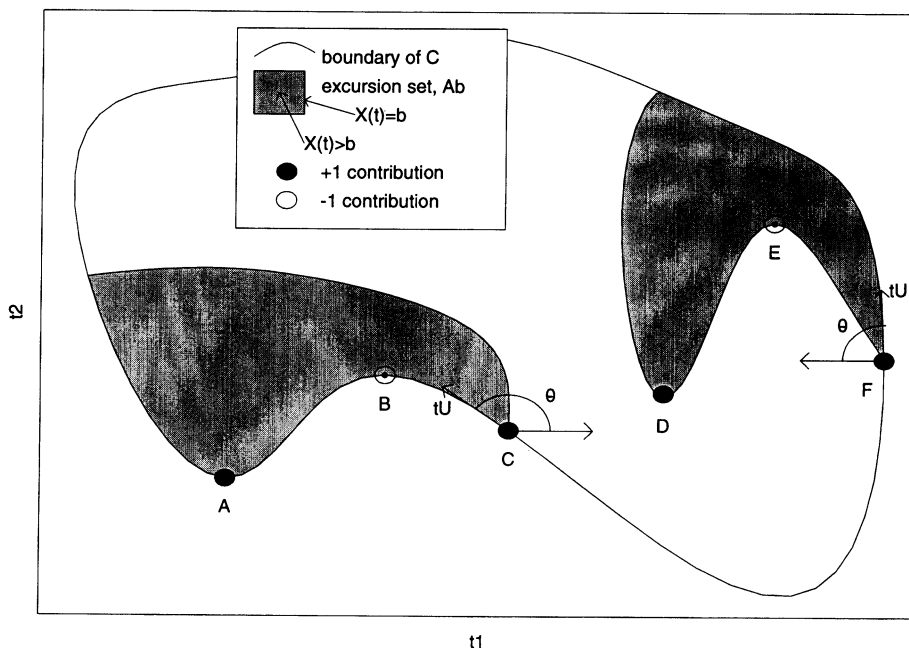 boundary of C
excursion set, Ab
X(t)=b
X(t)>b
+1 contribution
-1 contribution
E
tU
θ
F
D
B
tU
θ
C
A
t2
t1